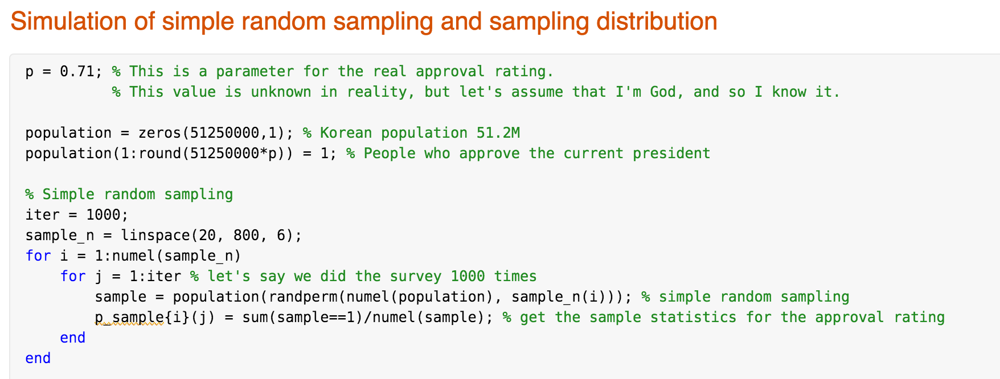 Simulation of simple random sampling and sampling distribution
p = 0.71; % This is a parameter for the real approval rating.
% This value is unknown in reality, but let's assume that I'm God, and so I know it.
population = zeros(51250000,1); % Korean population 51.2M
population(1:round(51250000*p)) = 1; % People who approve the current president
% Simple random sampling
iter = 1000;
sample_n = linspace(20, 800, 6);
for i = 1:numel(sample_n)
for j = 1:iter % let's say we did the survey 1000 times
sample = population(randperm(numel(population), sample_n(i))); % simple random sampling
p_sample{i}(j) = sum(sample==1)/numel(sample); % get the sample statistics for the approval rating
end
end